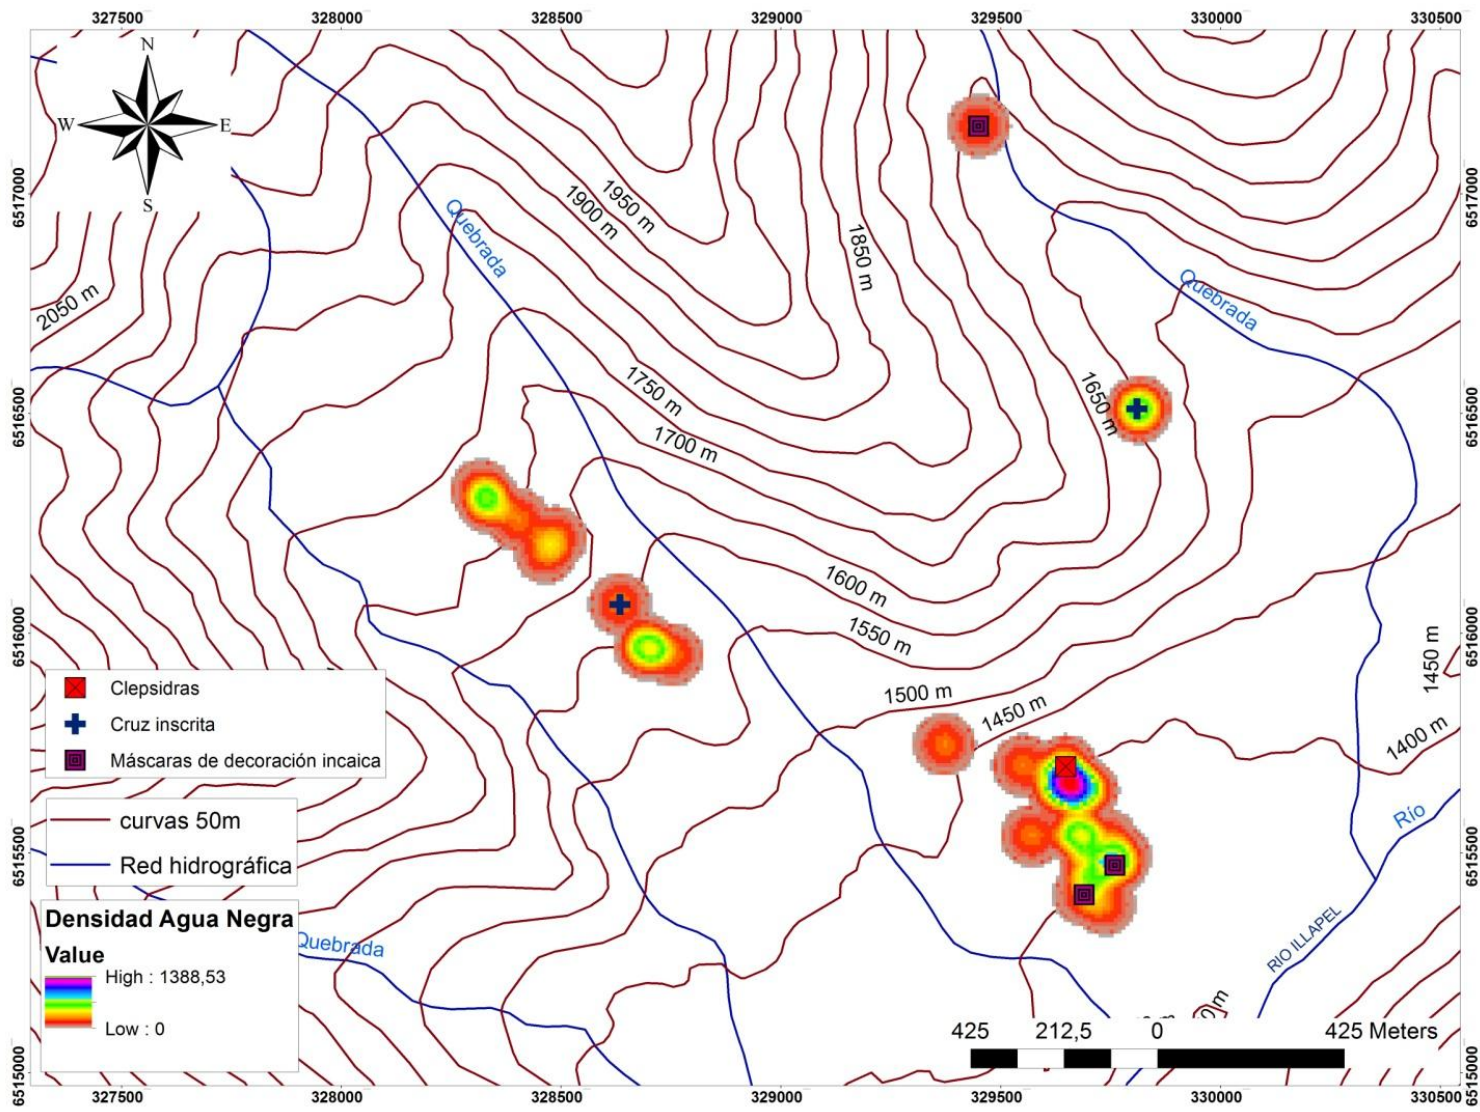 327500 328000 328500 329000 329500 330000 330500
N
W E
S
6517000 6517000
Quebrada
1950 m
1900 m
1850 m
Quebrada
2050 m
1750 m
1650 m
6516500 6516500
1700 m
1600 m
1550 m
6516000 6516000
1450 m
1500 m
1450 m
1400 m
Clepsidras
Cruz inscrita
Máscaras de decoración incaica
curvas 50m
Red hidrográfica
Río
6515500 6515500
Densidad Agua Negra
Value
High : 1388,53
Low : 0
Quebrada
RIO ILLAPEL
425 212,5 0 425 Meters
6515000 6515000
327500 328000 328500 329000 329500 330000 330500